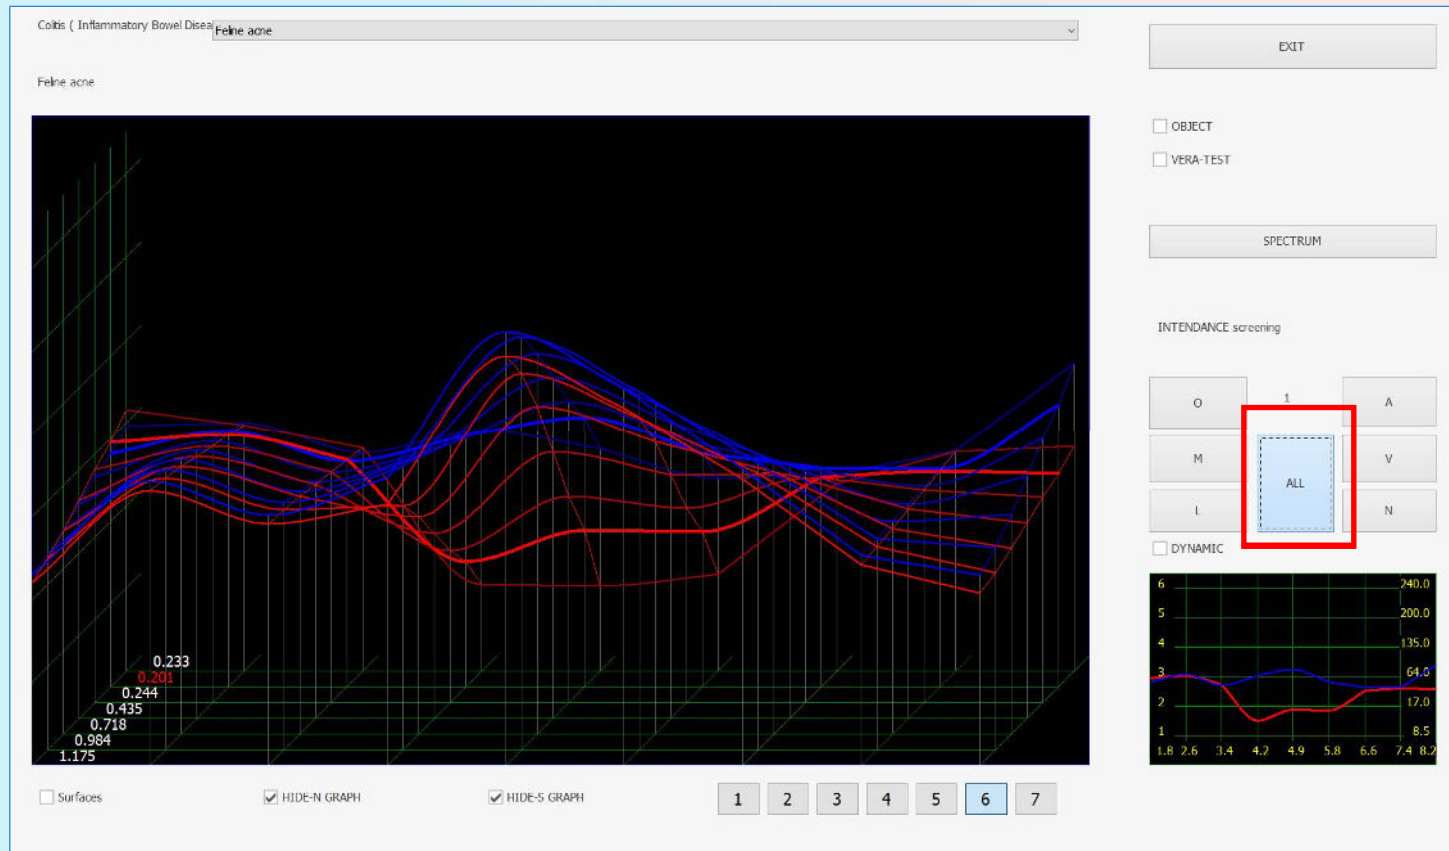 Colitis ( Inflammatory Bowel Disea
Feline acne
EXIT
Feline acne
OBJECT
VERA-TEST
SPECTRUM
INTENDANCE screening
O
1
A
M
ALL
V
L
N
DYNAMIC
0.233
0.201
0.244
0.435
0.718
0.984
1.175
6 240.0
5 200.0
4 135.0
3 64.0
2 17.0
1 8.5
1.8 2.6 3.4 4.2 4.9 5.8 6.6 7.4 8.2
Surfaces
HIDE-N GRAPH
HIDE-S GRAPH
1 2 3 4 5 6 7